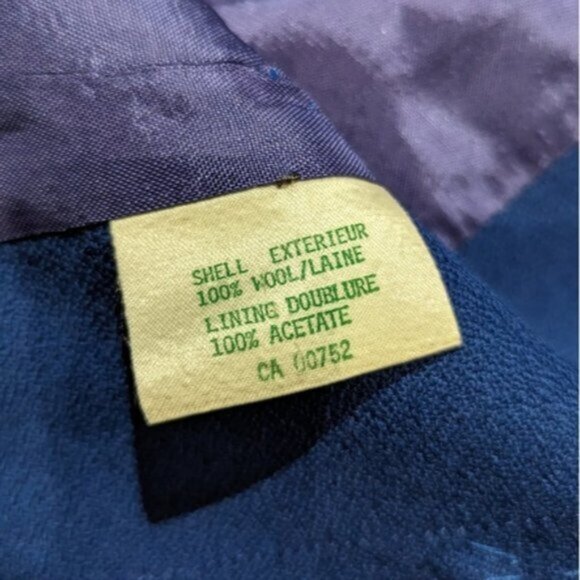 SHELL EXTERIEUR
100% WOOL/LAINE
LINING DOUBLURE
100% ACETATE
CA 00752